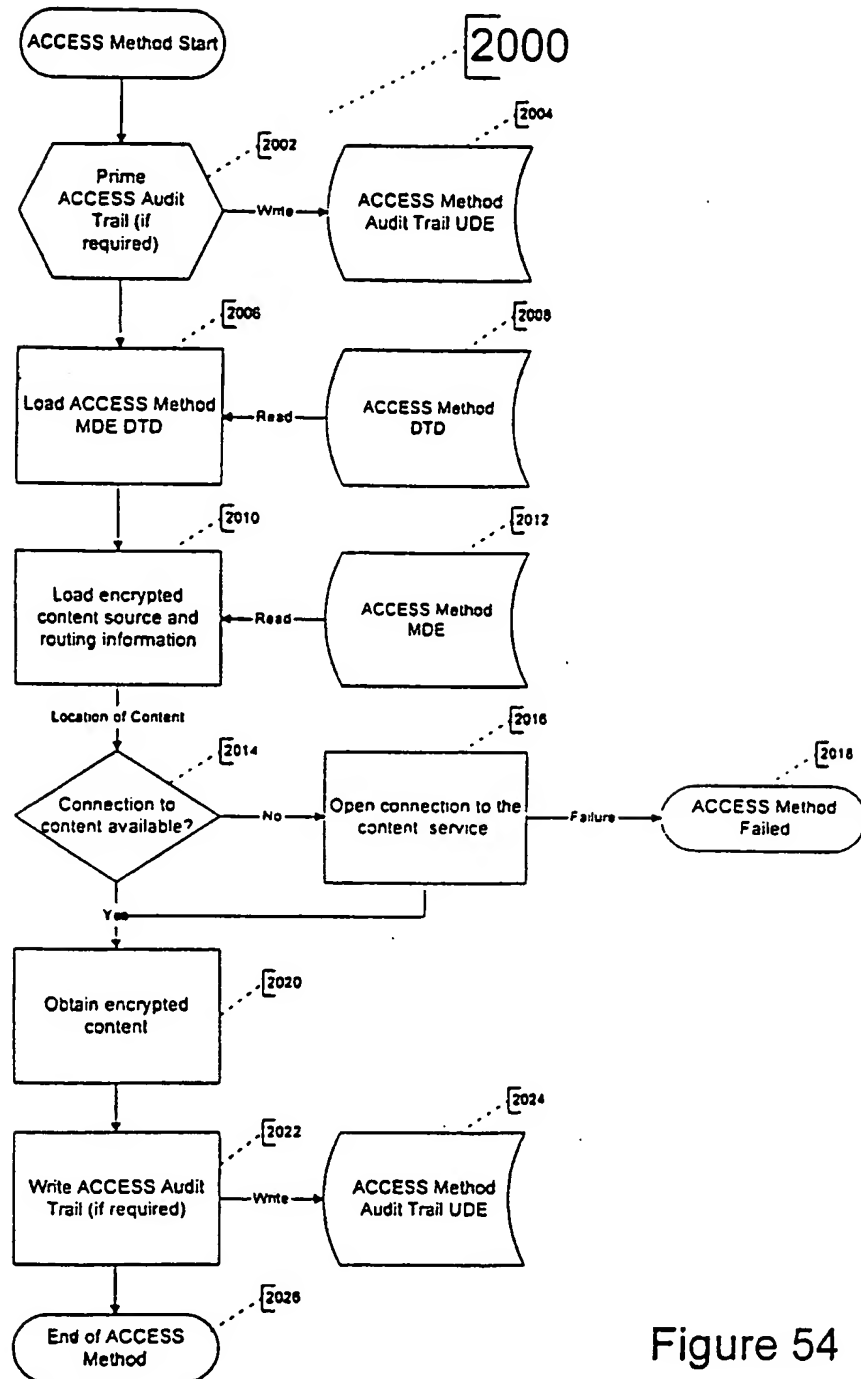 ACCESS Method Start
2000
2002
2004
Prime
ACCESS Audit
Trail (if
required)
Write
ACCESS Method
Audit Trail UDE
2006
2008
Load ACCESS Method
MDE DTD
Read
ACCESS Method
DTD
2010
2012
Load encrypted
content source and
routing information
Read
ACCESS Method
MDE
Location of Content
2014
2016
2018
Connection to
content available?
No
Open connection to the
content service
Failure
ACCESS Method
Failed
2020
Obtain encrypted
content
2022
2024
Write ACCESS Audit
Trail (if required)
Write
ACCESS Method
Audit Trail UDE
2026
End of ACCESS
Method
Figure 54